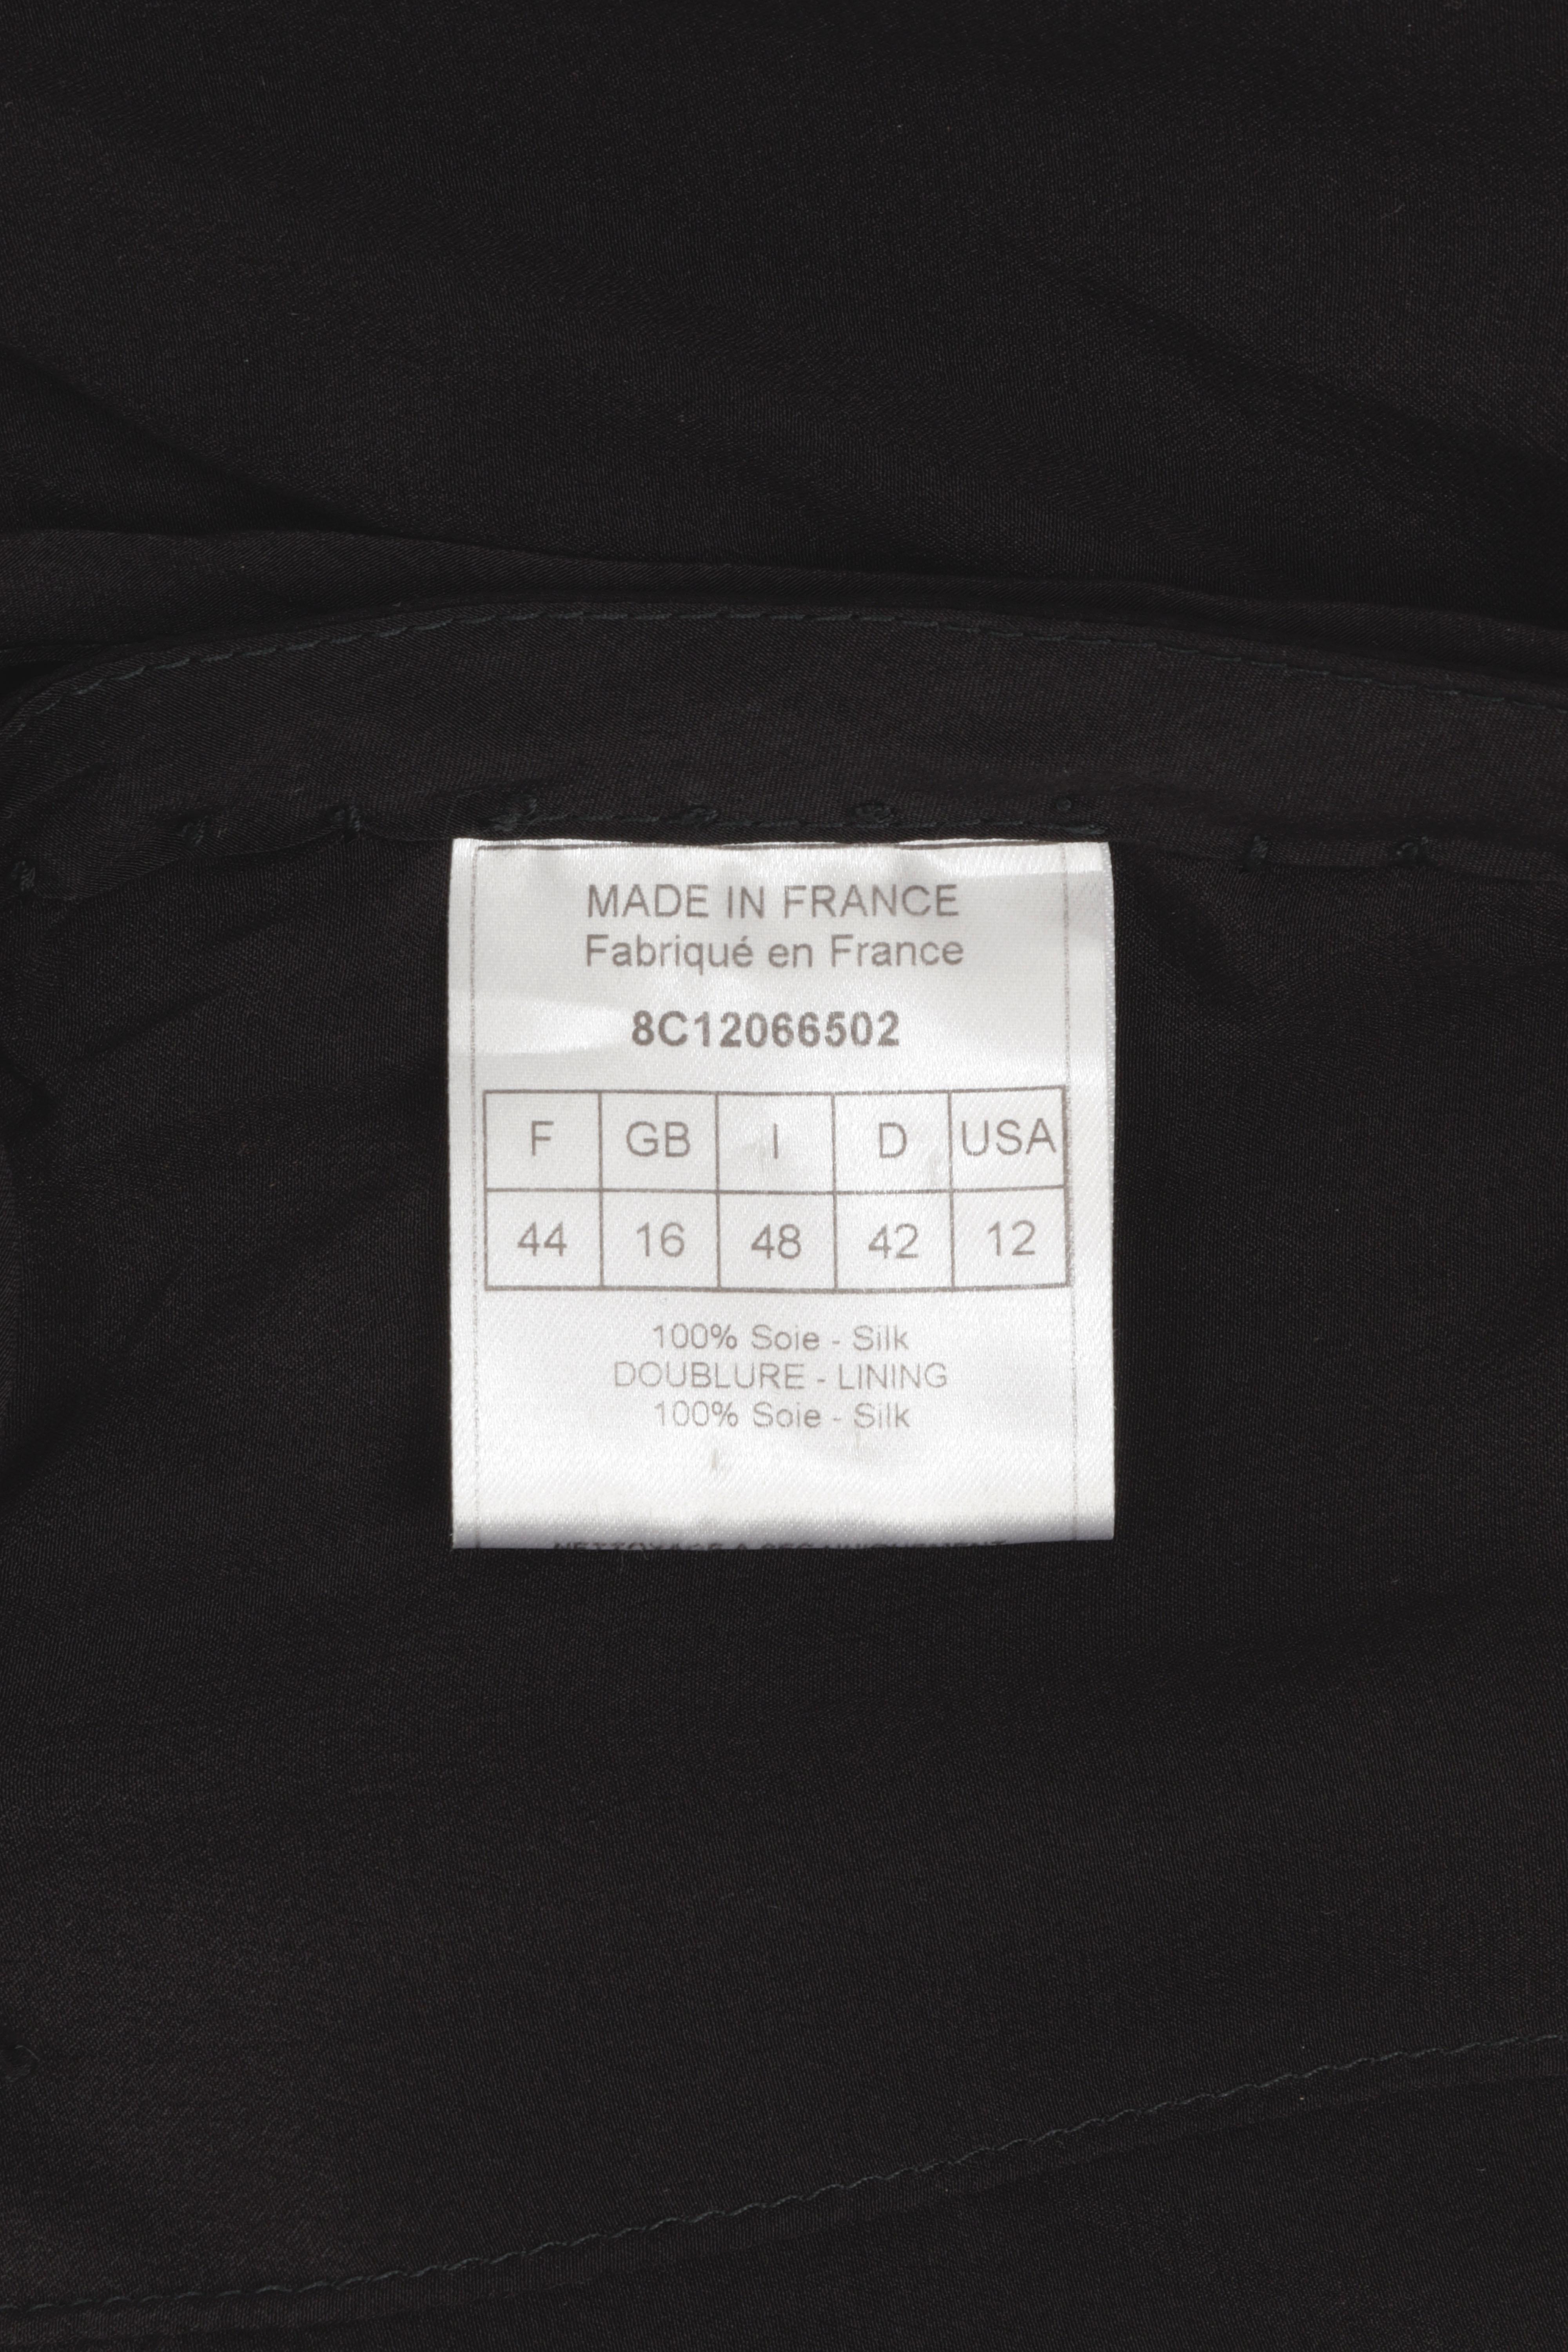 MADE IN FRANCE
Fabriqué en France
8C12066502
F GB I D USA
44 16 48 42 12
100% Soie - Silk
DOUBLURE - LINING
100% Soie - Silk